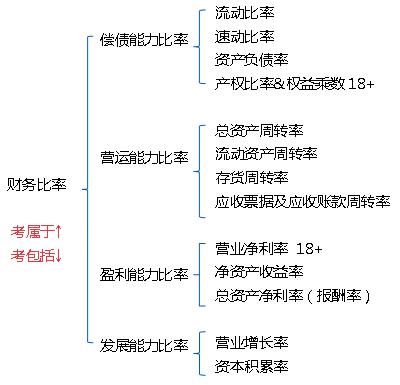 财务比率
考属于↑
考包括↓
偿债能力比率
流动比率
速动比率
资产负债率
产权比率&权益乘数 18+
营运能力比率
总资产周转率
流动资产周转率
存货周转率
应收票据及应收账款周转率
盈利能力比率
营业净利率 18+
净资产收益率
总资产净利率（报酬率）
发展能力比率
营业增长率
资本积累率